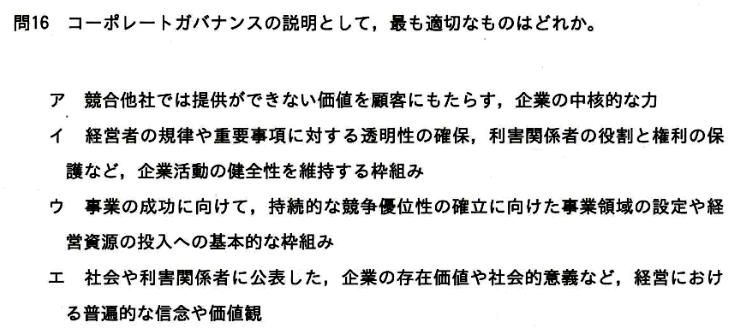 問16 コーポレートガバナンスの説明として，最も適切なものはどれか。
ア 競合他社では提供ができない価値を顧客にもたらす，企業の中核的な力
イ 経営者の規律や重要事項に対する透明性の確保，利害関係者の役割と権利の保
護など，企業活動の健全性を維持する枠組み
ウ 事業の成功に向けて，持続的な競争優位性の確立に向けた事業領域の設定や経
営資源の投入への基本的な枠組み
エ 社会や利害関係者に公表した，企業の存在価値や社会的意義など，経営におけ
る普遍的な信念や価値観